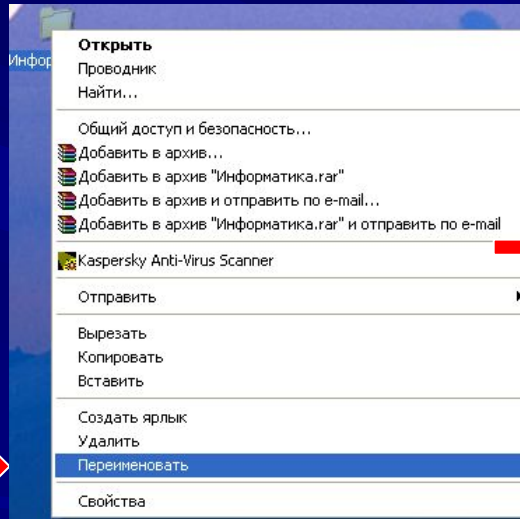 Инфор
Открыть
Проводник
Найти...
Общий доступ и безопасность...
Добавить в архив...
Добавить в архив "Информатика.rar"
Добавить в архив и отправить по e-mail...
Добавить в архив "Информатика.rar" и отправить по e-mail
Kaspersky Anti-Virus Scanner
Отправить
Вырезать
Копировать
Вставить
Создать ярлык
Удалить
Переименовать
Свойства